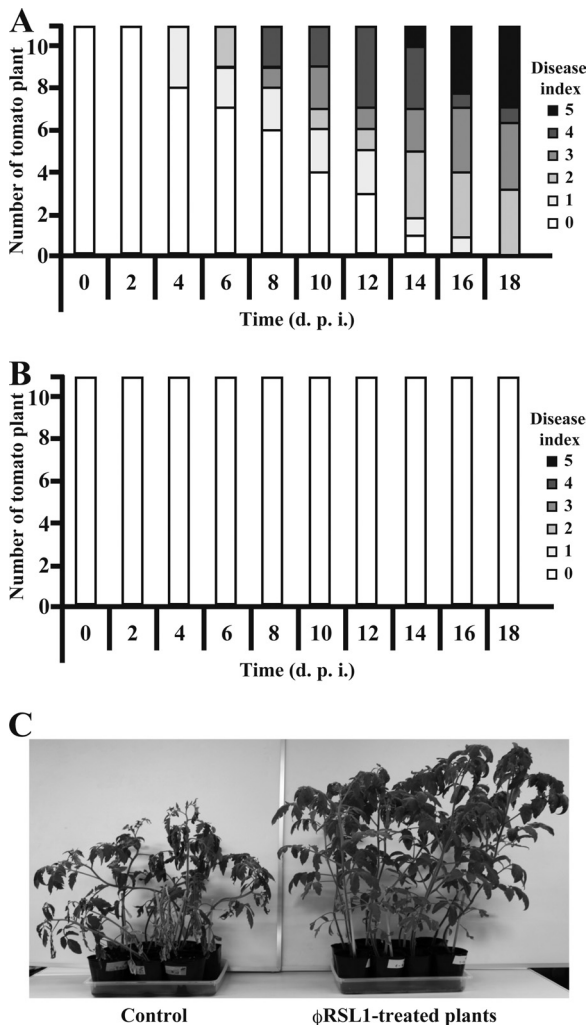 A
Number of tomato plant
10
8
6
4
2
0
0 2 4 6 8 10 12 14 16 18
Time (d. p. i.)
Disease
index
5
4
3
2
1
0
B
Number of tomato plant
10
8
6
4
2
0
0 2 4 6 8 10 12 14 16 18
Time (d. p. i.)
Disease
index
5
4
3
2
1
0
C
Control
ϕRSL1-treated plants